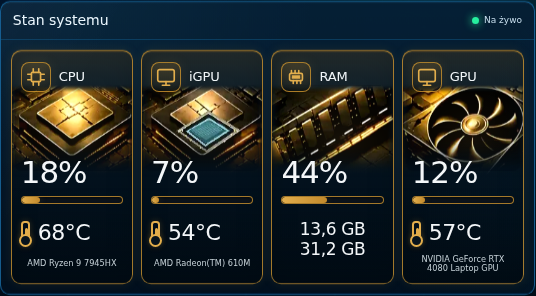 Stan systemu
Na żywo
CPU
18%
68°C
AMD Ryzen 9 7945HX
iGPU
7%
54°C
AMD Radeon(TM) 610M
RAM
44%
13,6 GB
31,2 GB
GPU
12%
57°C
NVIDIA GeForce RTX
4080 Laptop GPU